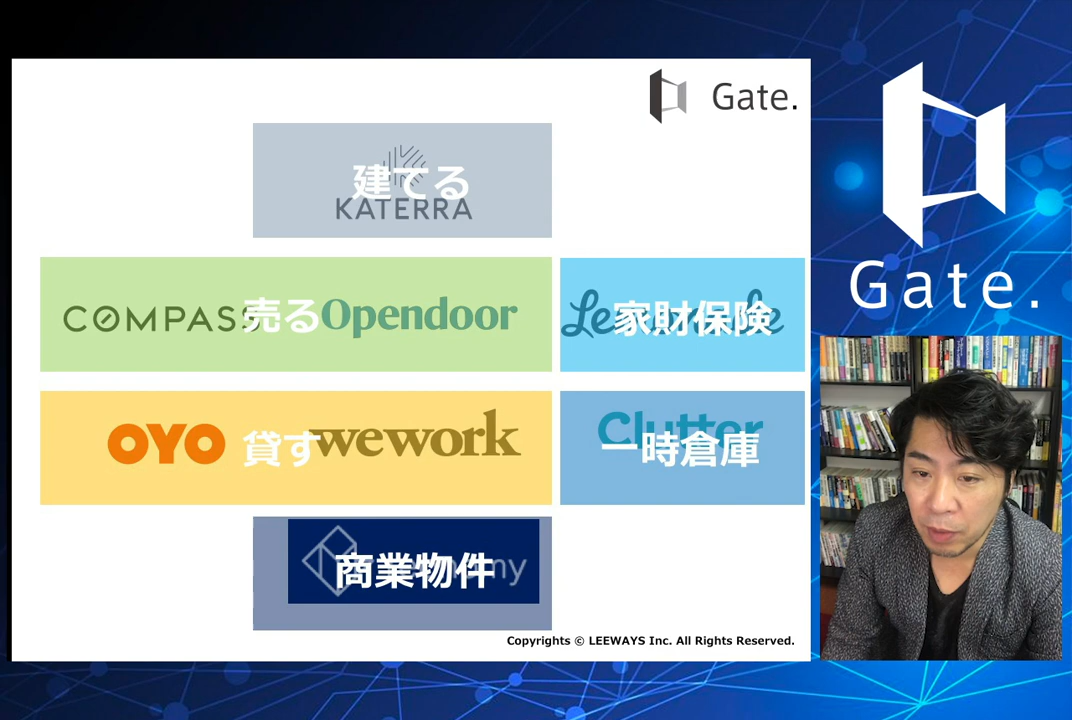 Gate.
建てる
KATERRA
COMPASS 売る Opendoor
家財保険
OYO 貸す wework
Clutter
一時倉庫
商業物件
Copyrights © LEEWAYS Inc. All Rights Reserved.
Gate.